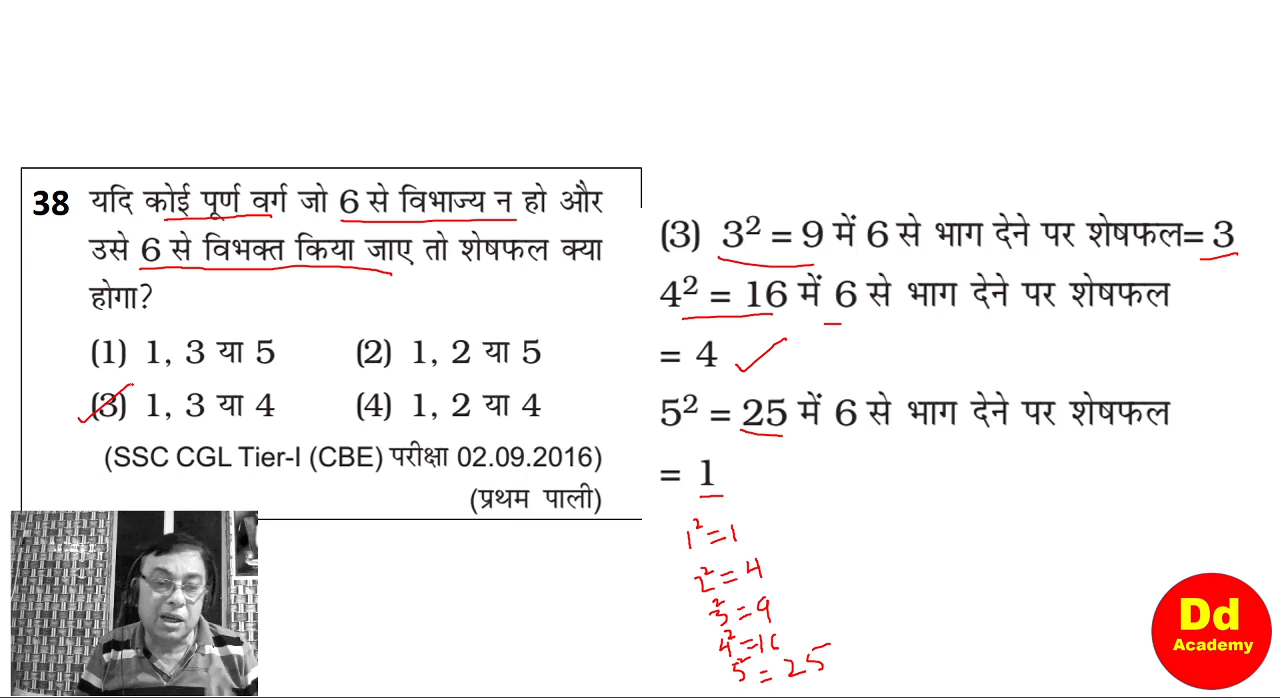 38 यदि कोई पूर्ण वर्ग जो 6 से विभाज्य न हो और
उसे 6 से विभक्त किया जाए तो शेषफल क्या
होगा?
(1) 1, 3 या 5 (2) 1, 2 या 5
(3) 1, 3 या 4 (4) 1, 2 या 4
(SSC CGL Tier-I (CBE) परीक्षा 02.09.2016)
(प्रथम पाली)
(3) 3² = 9 में 6 से भाग देने पर शेषफल= 3
4² = 16 में 6 से भाग देने पर शेषफल
= 4
5² = 25 में 6 से भाग देने पर शेषफल
= 1
1² = 1
2² = 4
3² = 9
4² = 16
5² = 25
Dd
Academy